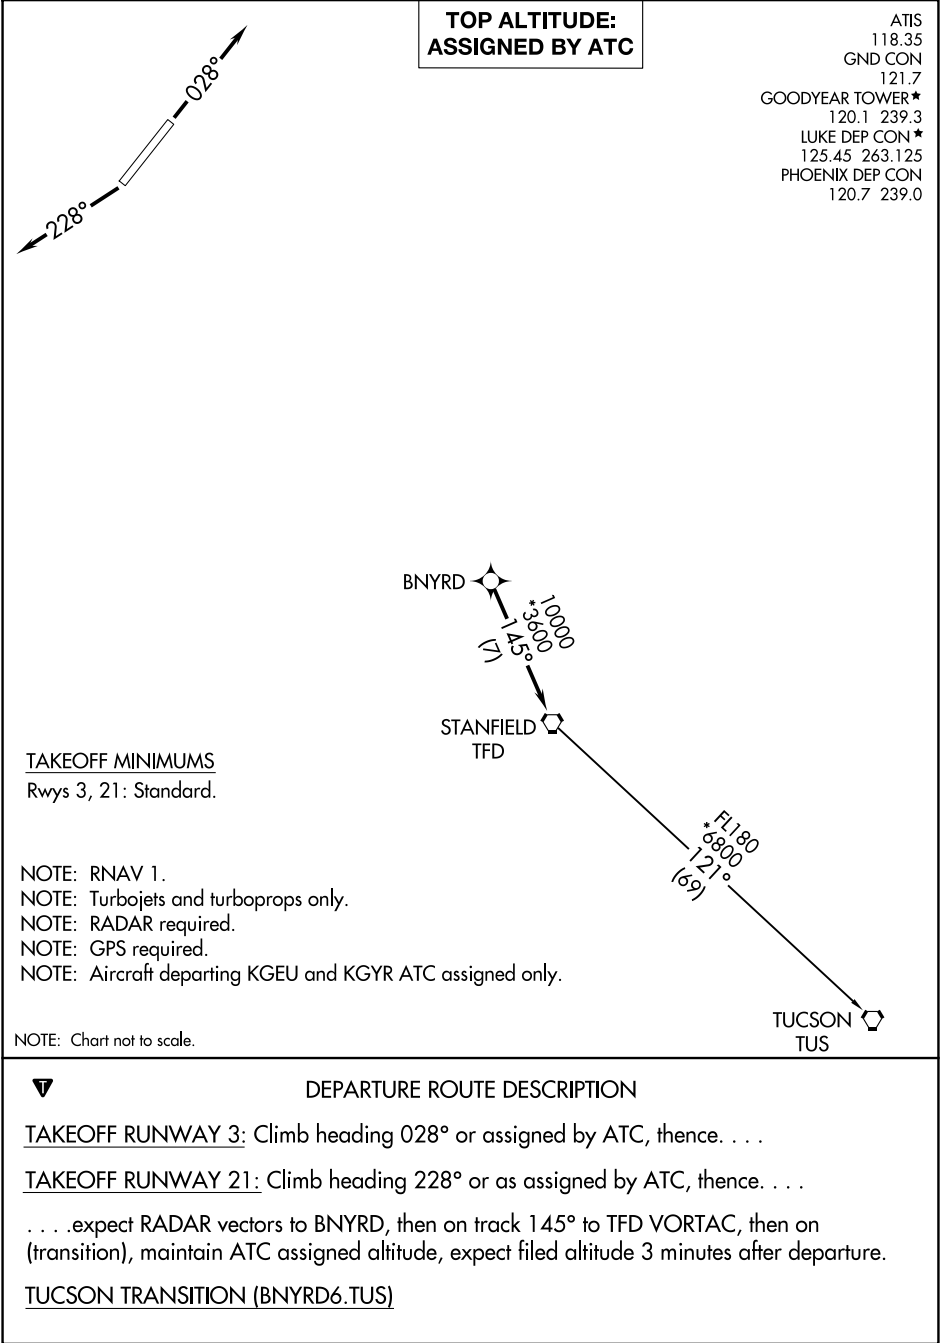 TOP ALTITUDE:
ASSIGNED BY ATC
ATIS
118.35
GND CON
121.7
GOODYEAR TOWER★
120.1 239.3
LUKE DEP CON★
125.45 263.125
PHOENIX DEP CON
120.7 239.0
028°
228°
BNYRD
10000
*3600
145°
(7)
STANFIELD
TFD
TAKEOFF MINIMUMS
Rwys 3, 21: Standard.
FL180
*6800
121°
(69)
NOTE: RNAV 1.
NOTE: Turbojets and turboprops only.
NOTE: RADAR required.
NOTE: GPS required.
NOTE: Aircraft departing KGEU and KGYR ATC assigned only.
TUCSON
TUS
NOTE: Chart not to scale.
T
DEPARTURE ROUTE DESCRIPTION
TAKEOFF RUNWAY 3: Climb heading 028° or assigned by ATC, thence. . . .
TAKEOFF RUNWAY 21: Climb heading 228° or as assigned by ATC, thence. . . .
. . . .expect RADAR vectors to BNYRD, then on track 145° to TFD VORTAC, then on
(transition), maintain ATC assigned altitude, expect filed altitude 3 minutes after departure.
TUCSON TRANSITION (BNYRD6.TUS)